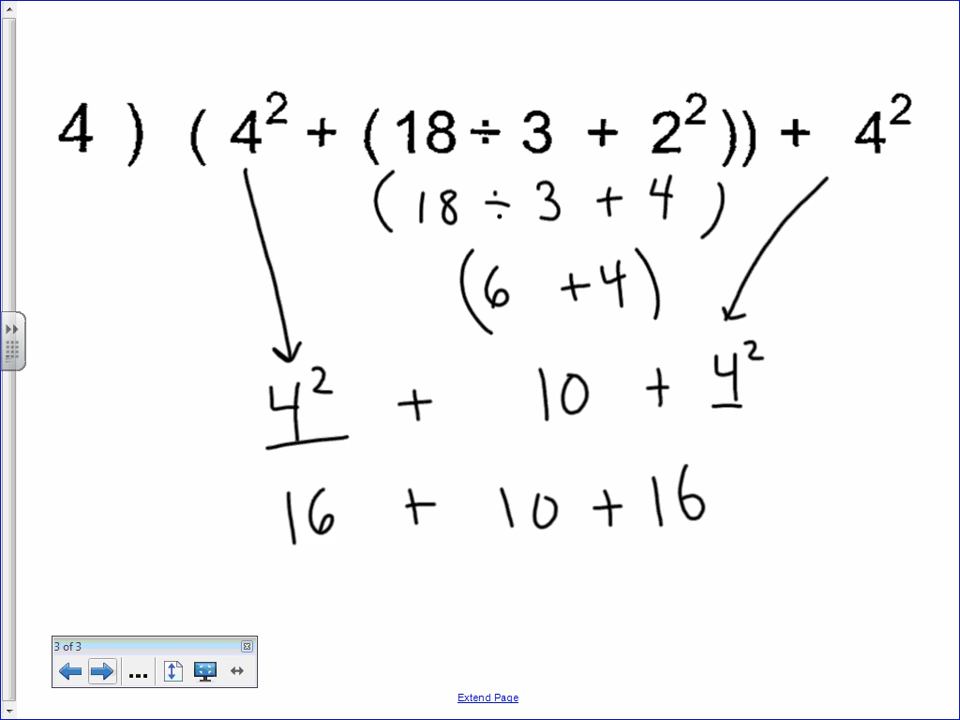 4 ) ( 4² + ( 18 ÷ 3 + 2² )) + 4²
( 18 ÷ 3 + 4 )
( 6 + 4 )
4² + 10 + 4²
16 + 10 + 16
3 of 3
...
Extend Page